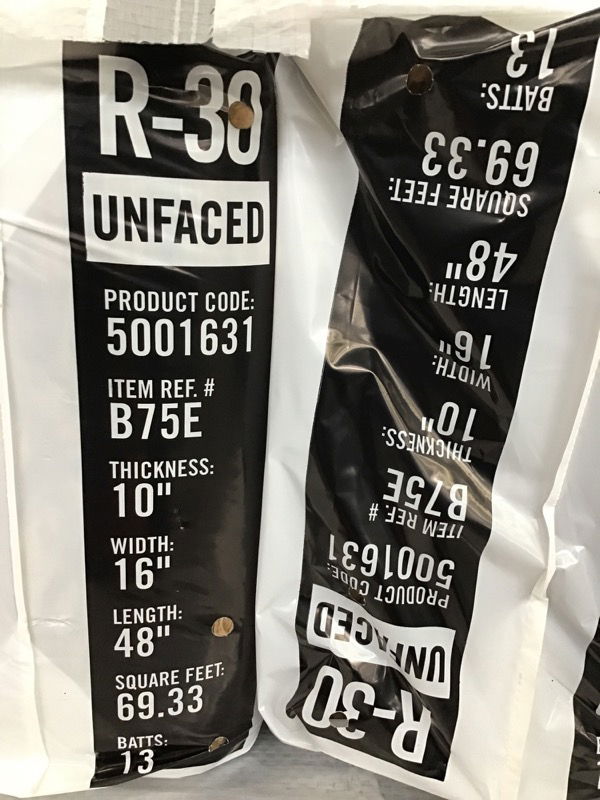 R-30
UNFACED
PRODUCT CODE:
5001631
ITEM REF. #
B75E
THICKNESS:
10"
WIDTH:
16"
LENGTH:
48"
SQUARE FEET:
69.33
BATTS:
13
R-30
UNFACED
PRODUCT CODE:
5001631
ITEM REF. #
B75E
THICKNESS:
10"
WIDTH:
16"
LENGTH:
48"
SQUARE FEET:
69.33
BATTS:
13